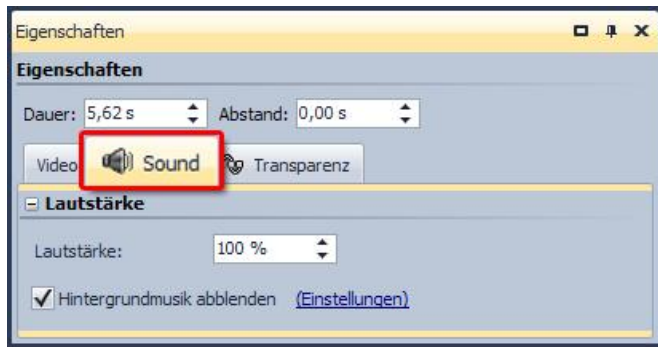 Eigenschaften
Eigenschaften
Dauer: 5,62 s Abstand: 0,00 s
Video Sound Transparenz
Lautstärke
Lautstärke: 100 %
Hintergrundmusik abblenden (Einstellungen)